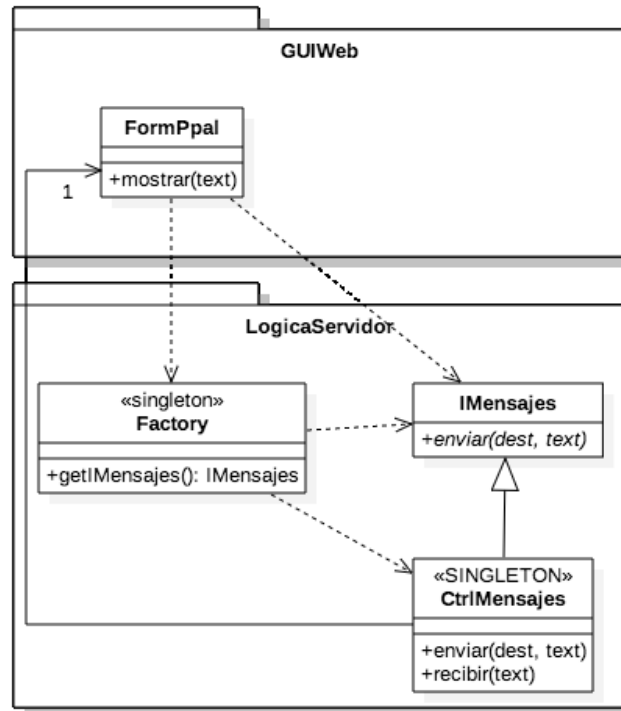 GUIWeb
FormPpal
+mostrar(text)
1
LogicaServidor
«singleton»
Factory
+getIMensajes(): IMensajes
IMensajes
+enviar(dest, text)
«SINGLETON»
CtrlMensajes
+enviar(dest, text)
+recibir(text)